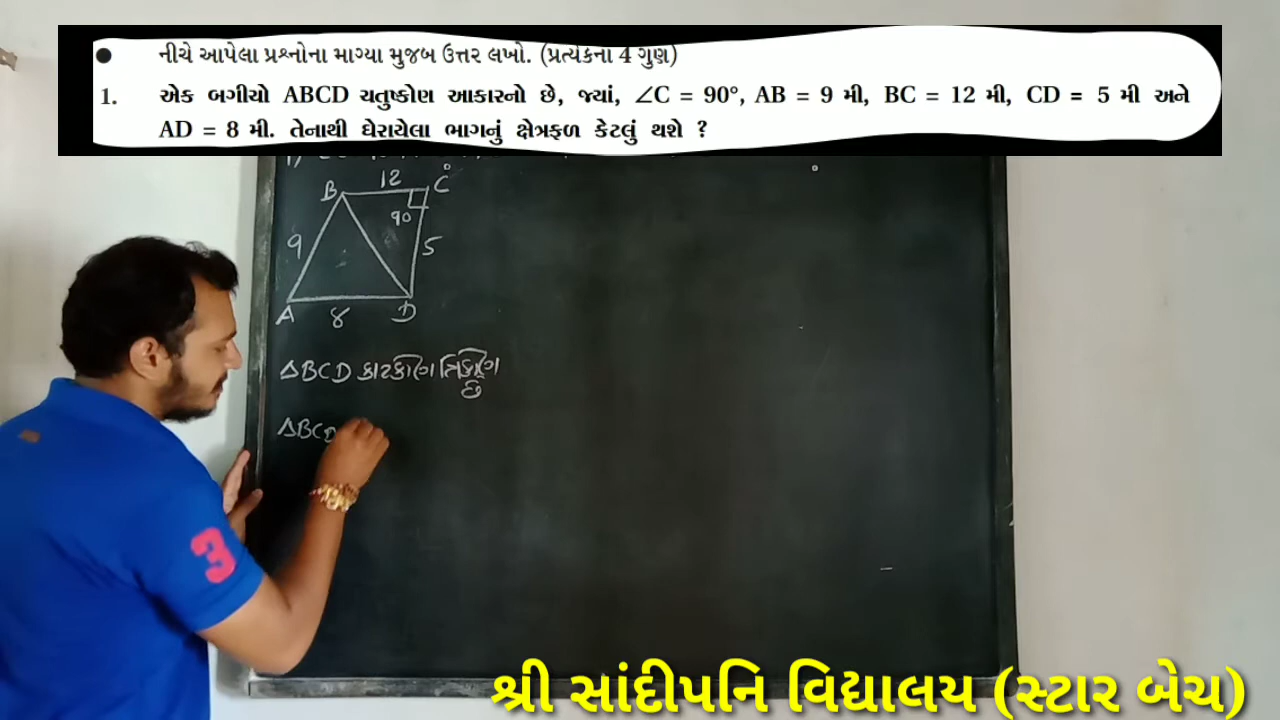 ● નીચે આપેલા પ્રશ્નોના માગ્યા મુજબ ઉત્તર લખો. (પ્રત્યેકના 4 ગુણ)
1. એક બગીચો ABCD ચતુષ્કોણ આકારનો છે, જ્યાં, ∠C = 90°, AB = 9 મી, BC = 12 મી, CD = 5 મી અને
AD = 8 મી. તેનાથી ઘેરાયેલા ભાગનું ક્ષેત્રફળ કેટલું થશે ?
12
B C
90
9 5
A 8 D
ΔBCD કાટકોણ ત્રિકોણ
છે
ΔBCD
3
શ્રી સાંદીપનિ વિદ્યાલય (સ્ટાર બેચ)